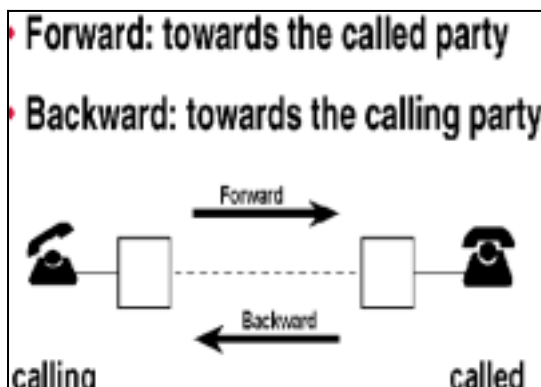 • Forward: towards the called party
• Backward: towards the calling party
Forward
Backward
calling
called